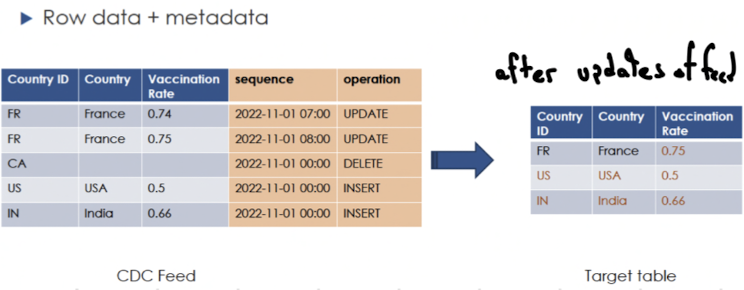 Row data + metadata
after updates of feed
Country ID Country Vaccination Rate sequence operation
FR France 0.74 2022-11-01 07:00 UPDATE
FR France 0.75 2022-11-01 08:00 UPDATE
CA 2022-11-01 00:00 DELETE
US USA 0.5 2022-11-01 00:00 INSERT
IN India 0.66 2022-11-01 00:00 INSERT
Country ID Country Vaccination Rate
FR France 0.75
US USA 0.5
IN India 0.66
CDC Feed
Target table